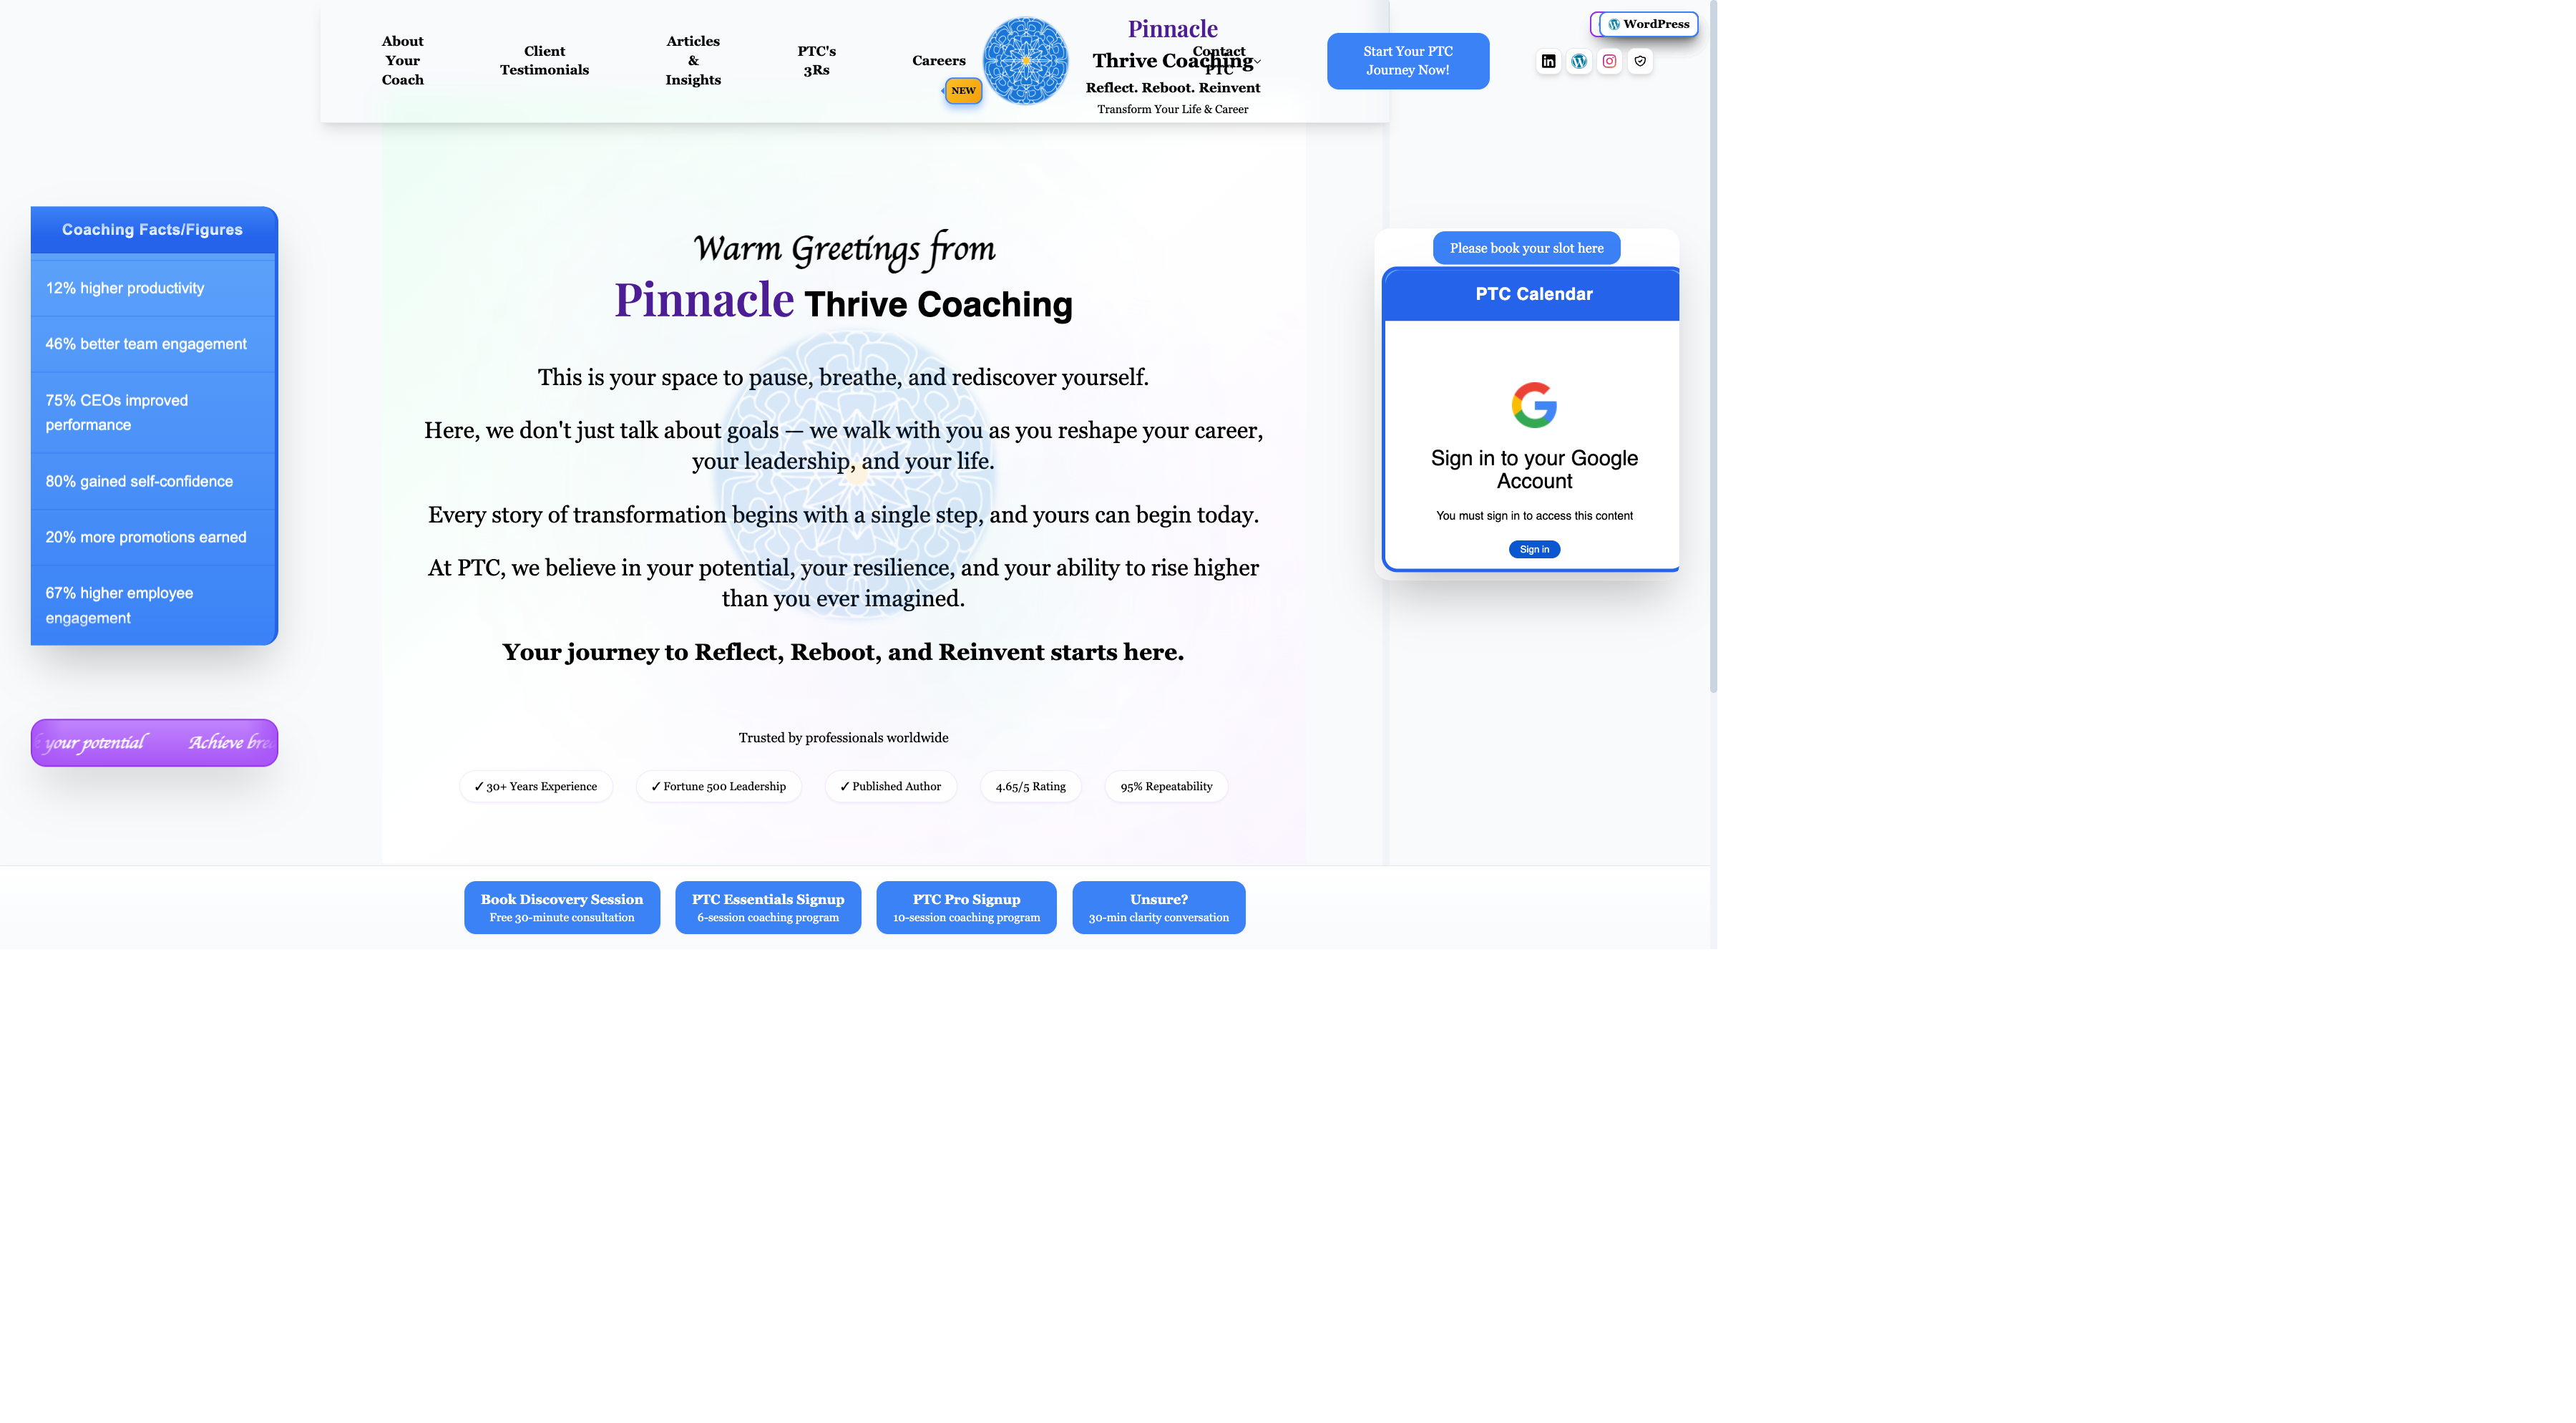 About
Your
Coach
Client
Testimonials
Articles
&
Insights
PTC's
3Rs
Careers
NEW
Pinnacle
Thrive Coaching
Reflect. Reboot. Reinvent
Transform Your Life & Career
Contact
PTC
Start Your PTC
Journey Now!
WordPress
Coaching Facts/Figures
12% higher productivity
46% better team engagement
75% CEOs improved
performance
80% gained self-confidence
20% more promotions earned
67% higher employee
engagement
your potential Achieve
Warm Greetings from
Pinnacle Thrive Coaching
This is your space to pause, breathe, and rediscover yourself.
Here, we don't just talk about goals — we walk with you as you reshape your career,
your leadership, and your life.
Every story of transformation begins with a single step, and yours can begin today.
At PTC, we believe in your potential, your resilience, and your ability to rise higher
than you ever imagined.
Your journey to Reflect, Reboot, and Reinvent starts here.
Trusted by professionals worldwide
✓ 30+ Years Experience
✓ Fortune 500 Leadership
✓ Published Author
4.65/5 Rating
95% Repeatability
Please book your slot here
PTC Calendar
Sign in to your Google
Account
You must sign in to access this content
Sign in
Book Discovery Session
Free 30-minute consultation
PTC Essentials Signup
6-session coaching program
PTC Pro Signup
10-session coaching program
Unsure?
30-min clarity conversation